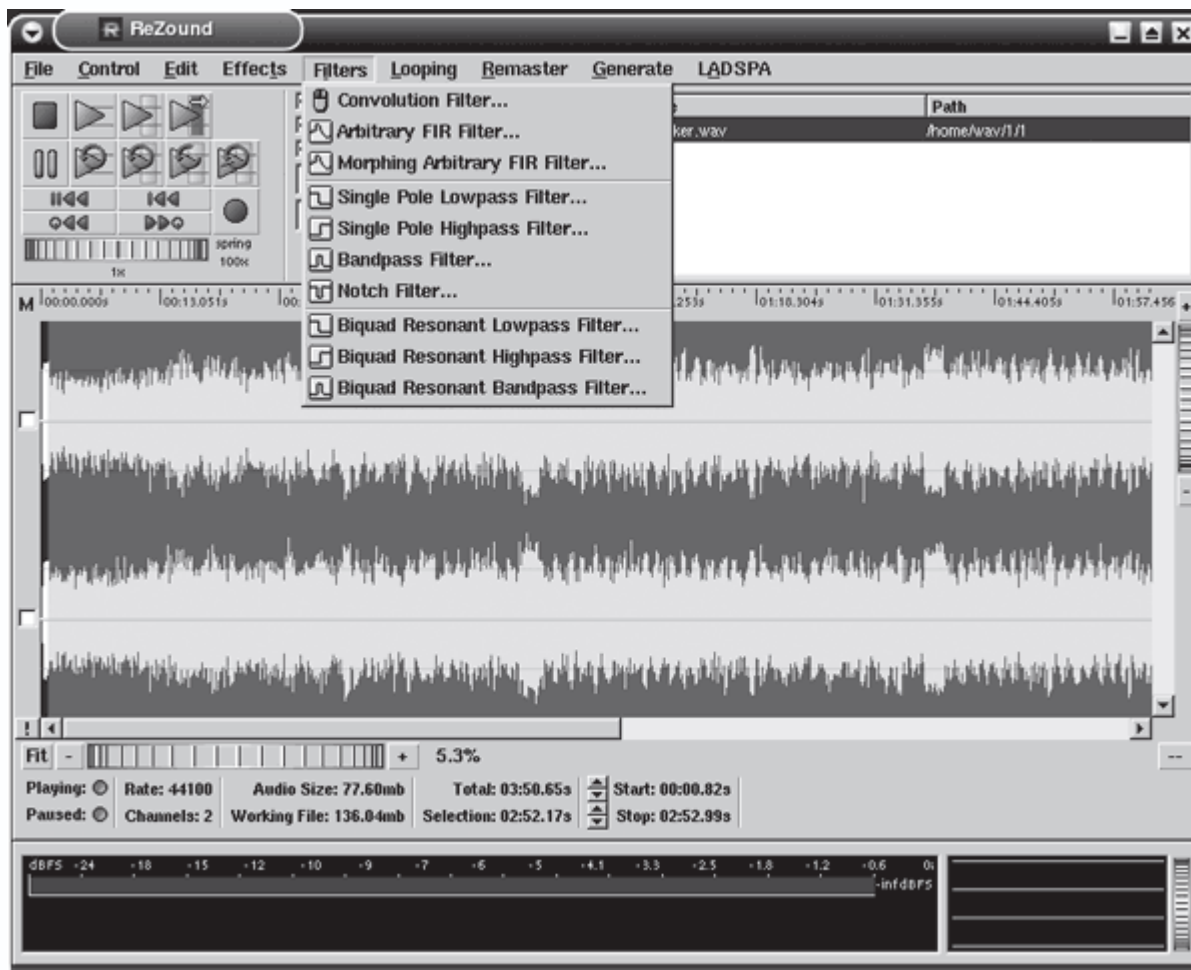 ReZound
File Control Edit Effects Filters Looping Remaster Generate LADSPA
Convolution Filter...
Arbitrary FIR Filter...
Morphing Arbitrary FIR Filter...
Single Pole Lowpass Filter...
Single Pole Highpass Filter...
Bandpass Filter...
Notch Filter...
Biquad Resonant Lowpass Filter...
Biquad Resonant Highpass Filter...
Biquad Resonant Bandpass Filter...
Path
ker.wav /home/wav/1/1
spring
100x
1x
M 00:00.000s 00:13.051s 00: .253s 01:18.304s 01:31.355s 01:44.405s 01:57.456
Fit - + 5.3% --
Playing: Rate: 44100 Audio Size: 77.60mb Total: 03:50.65s Start: 00:00.82s
Paused: Channels: 2 Working File: 136.04mb Selection: 02:52.17s Stop: 02:52.99s
dBFS -24 -18 -15 -12 -10 -9 -7 -6 -5 -4.1 -3.3 -2.5 -1.8 -1.2 -0.6 0
-infdBFS